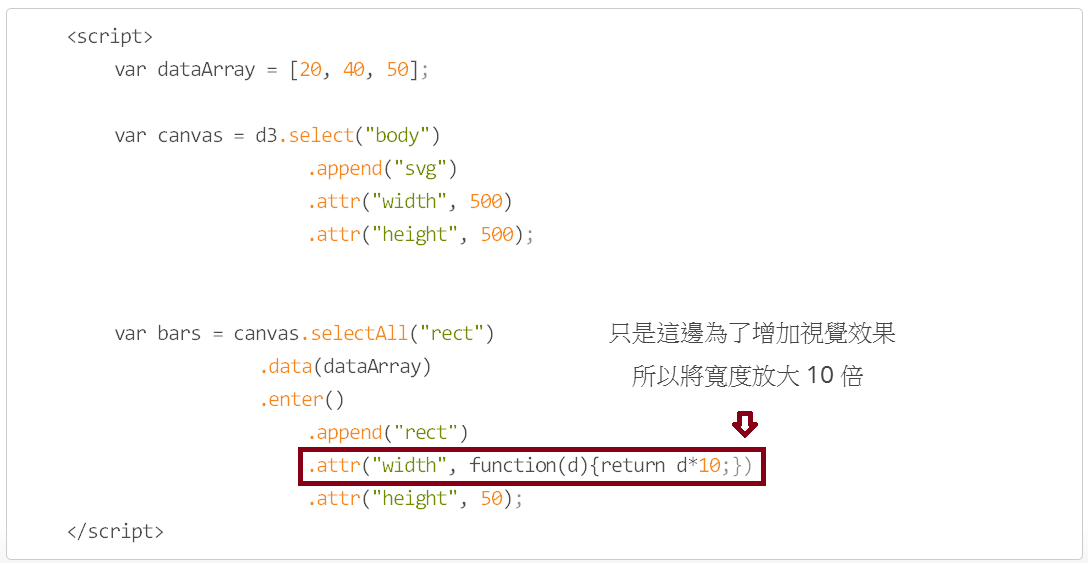 <script>
var dataArray = [20, 40, 50];
var canvas = d3.select("body")
.append("svg")
.attr("width", 500)
.attr("height", 500);
var bars = canvas.selectAll("rect")
只是這邊為了增加視覺效果
.data(dataArray)
所以將寬度放大 10 倍
.enter()
.append("rect")
.attr("width", function(d){return d*10;})
.attr("height", 50);
</script>